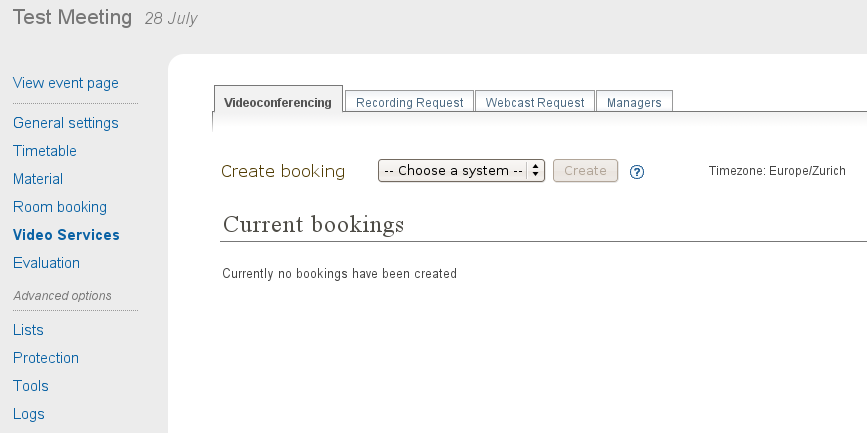 Test Meeting 28 July
View event page
General settings
Timetable
Material
Room booking
Video Services
Evaluation
Advanced options
Lists
Protection
Tools
Logs
Videoconferencing Recording Request Webcast Request Managers
Create booking -- Choose a system -- Create ? Timezone: Europe/Zurich
Current bookings
Currently no bookings have been created